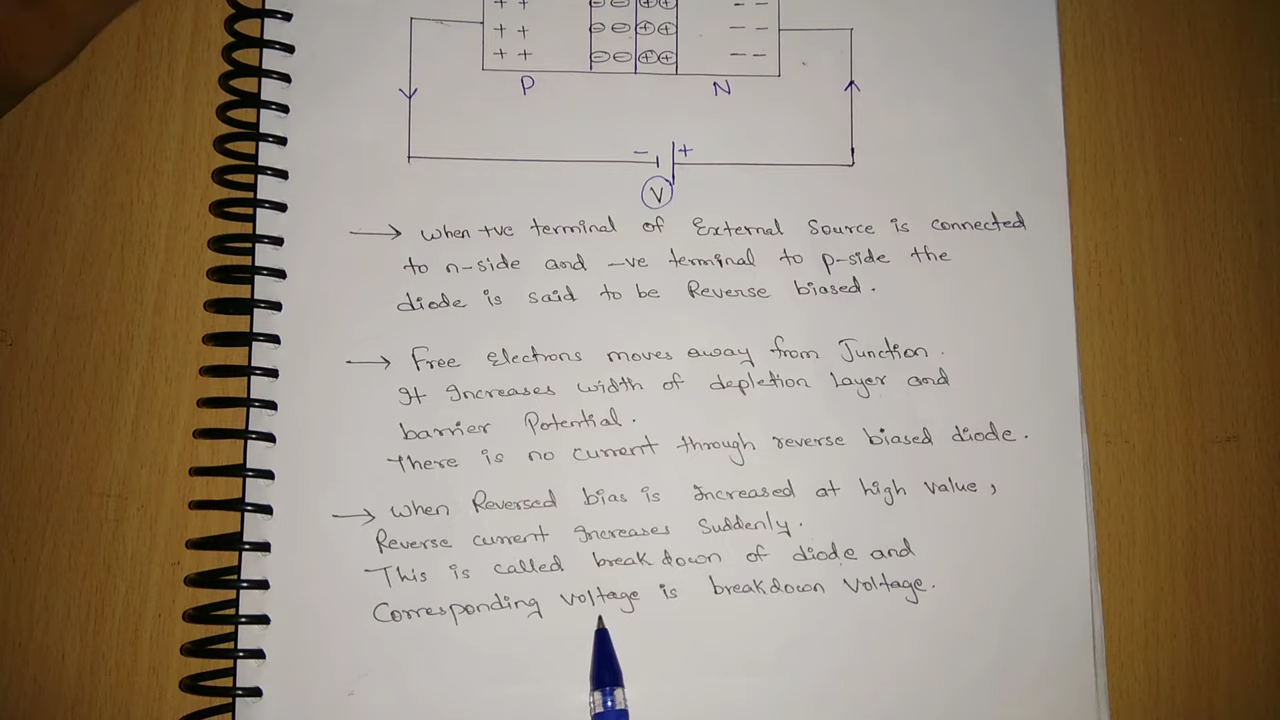 + +
+ +
+ +
⊖ ⊖ ⊕ ⊕
⊖ ⊖ ⊕ ⊕
⊖ ⊖ ⊕ ⊕
- -
- -
- -
P N
- +
V
→ When +ve terminal of External Source is connected
to n-side and -ve terminal to p-side the
diode is said to be Reverse biased.
→ Free Electrons moves away from Junction.
It Increases width of depletion Layer and
barrier Potential.
There is no current through reverse biased diode.
→ When Reversed bias is Increased at high value,
Reverse current Increases Suddenly.
This is called breakdown of diode and
Corresponding voltage is breakdown Voltage.